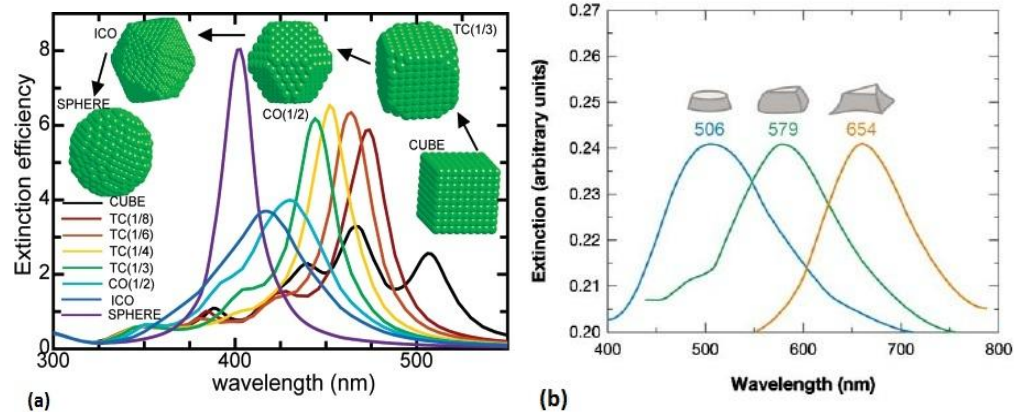 ICO
TC(1/3)
SPHERE
CO(1/2)
CUBE
Extinction efficiency
8
6
4
2
0
CUBE
TC(1/8)
TC(1/6)
TC(1/4)
TC(1/3)
CO(1/2)
ICO
SPHERE
300
400
500
wavelength (nm)
(a)
Extinction (arbitrary units)
0.27
0.26
0.25
0.24
0.23
0.22
0.21
0.20
506
579
654
400
500
600
700
800
Wavelength (nm)
(b)